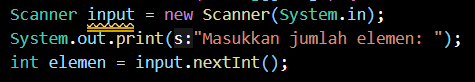 Scanner input = new Scanner(System.in);
System.out.print(s:"Masukkan jumlah elemen: ");
int elemen = input.nextInt();